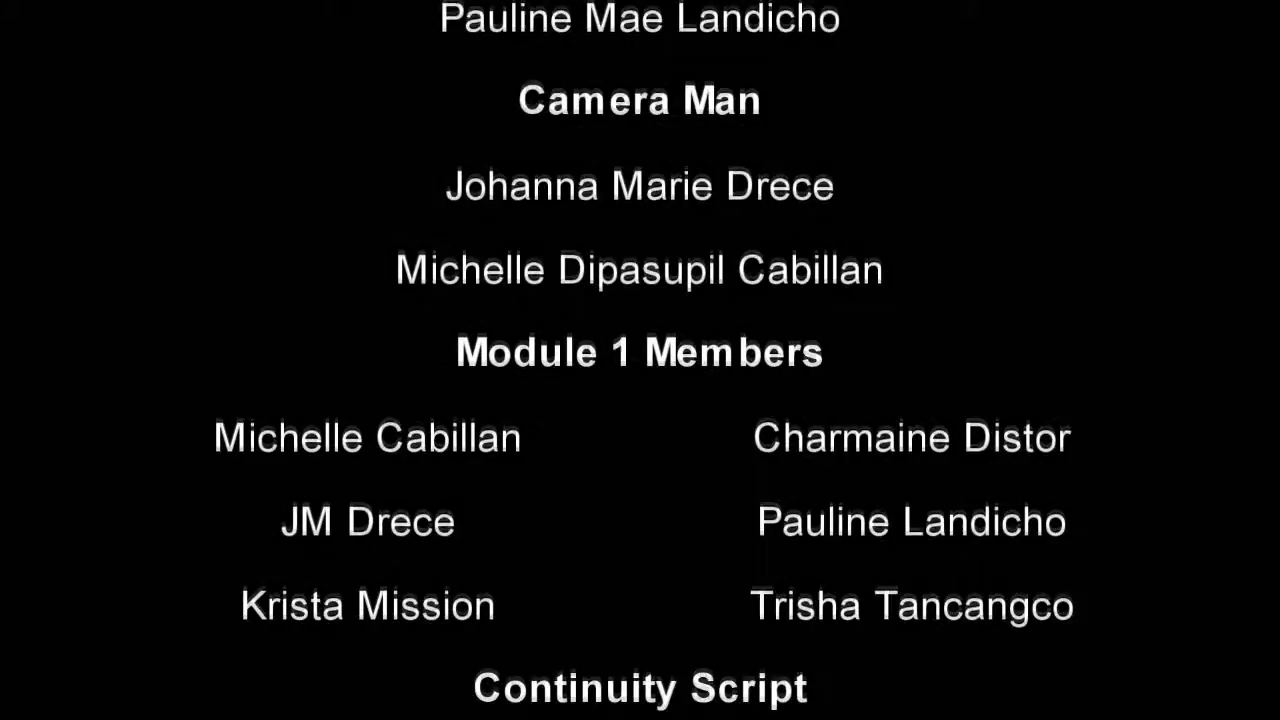 Pauline Mae Landicho
Camera Man
Johanna Marie Drece
Michelle Dipasupil Cabillan
Module 1 Members
Michelle Cabillan Charmaine Distor
JM Drece Pauline Landicho
Krista Mission Trisha Tancangco
Continuity Script